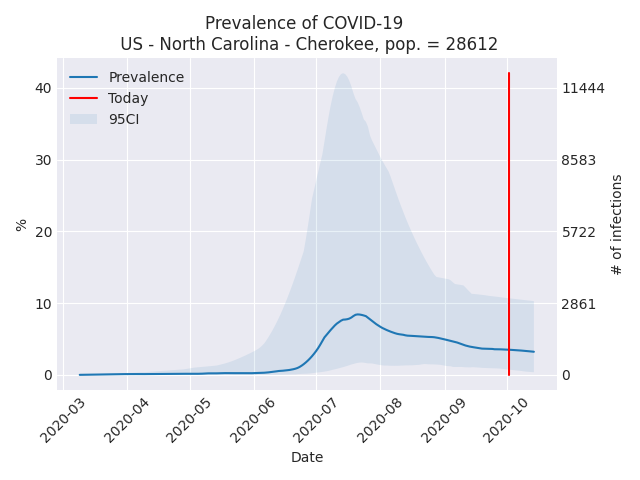 Prevalence of COVID-19
US - North Carolina - Cherokee, pop. = 28612
Prevalence
Today
95CI
40
30
20
10
0
%
11444
8583
5722
2861
0
# of infections
2020-03
2020-04
2020-05
2020-06
2020-07
2020-08
2020-09
2020-10
Date